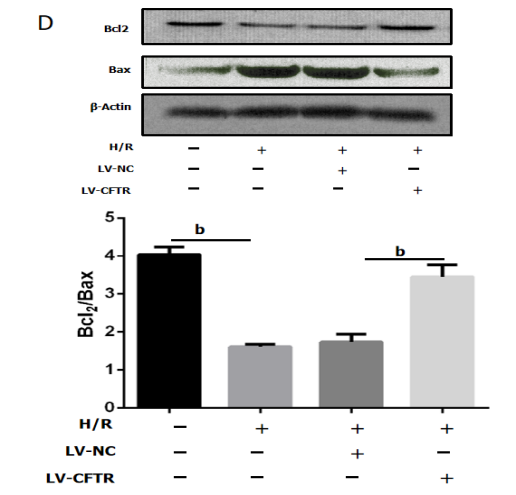 D
Bcl2
Bax
β-Actin
H/R − + + +
LV-NC − − + −
LV-CFTR − − − +
5
4
3
2
1
0
Bcl₂/Bax
b
b
H/R − + + +
LV-NC − − + −
LV-CFTR − − − +